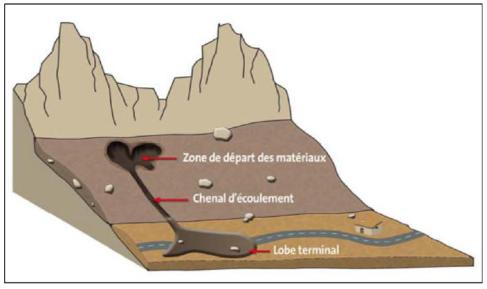 Zone de départ des matériaux
Chenal d'écoulement
Lobe terminal